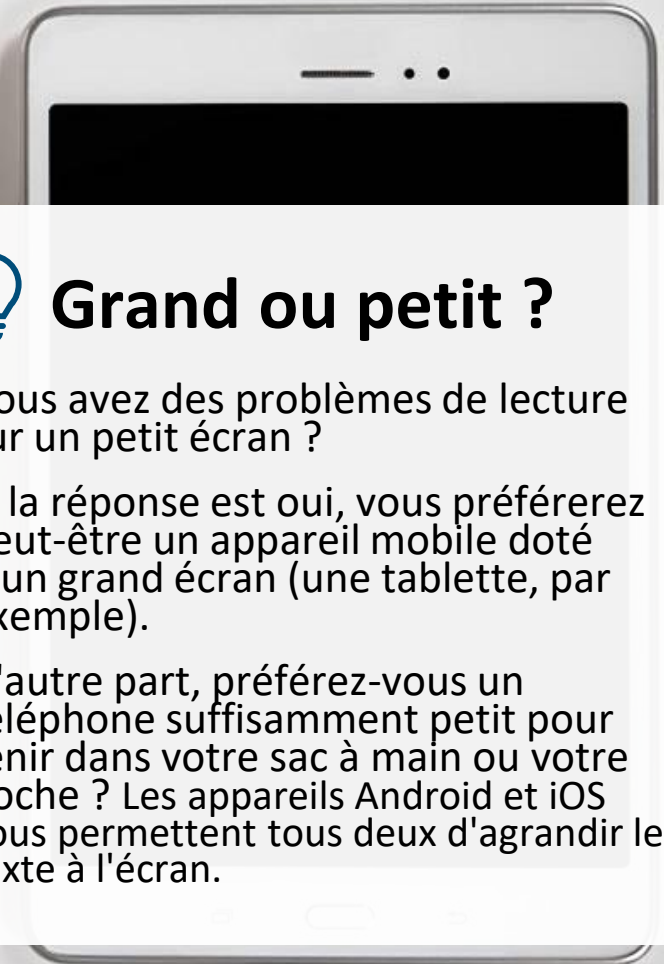 Grand ou petit ?
ous avez des problèmes de lecture
ur un petit écran ?
la réponse est oui, vous préférerez
eut-être un appareil mobile doté
un grand écran (une tablette, par
xemple).
'autre part, préférez-vous un
éléphone suffisamment petit pour
enir dans votre sac à main ou votre
oche ? Les appareils Android et iOS
ous permettent tous deux d'agrandir le
xte à l'écran.